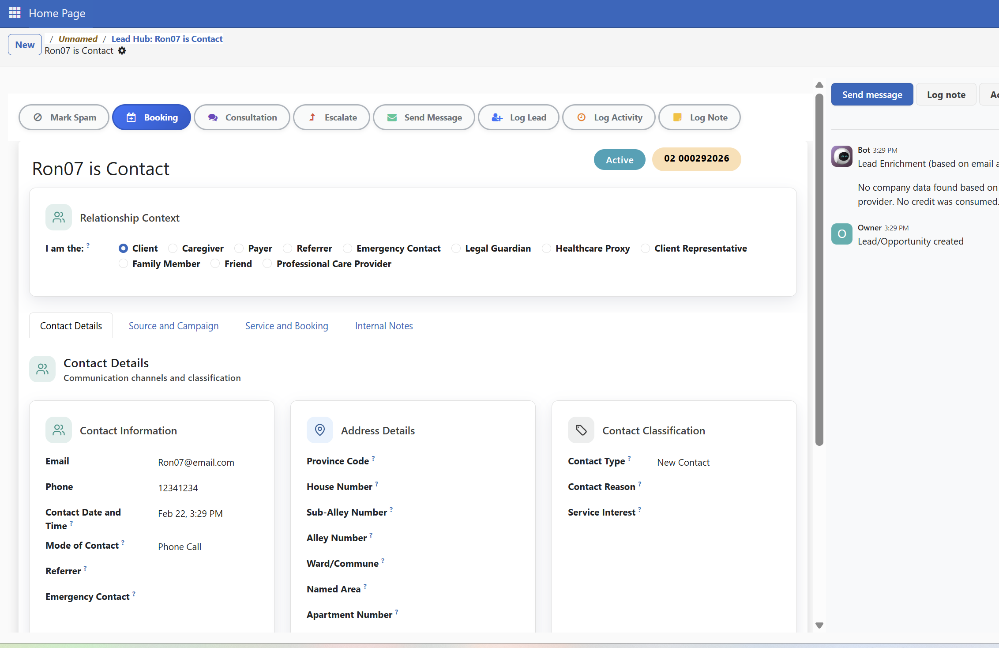 Home Page
New
/ Unnamed / Lead Hub: Ron07 is Contact
Ron07 is Contact
Mark Spam
Booking
Consultation
Escalate
Send Message
Log Lead
Log Activity
Log Note
Send message
Log note
Ron07 is Contact
Active
02 000292026
Relationship Context
I am the: ?
Client
Caregiver
Payer
Referrer
Emergency Contact
Legal Guardian
Healthcare Proxy
Client Representative
Family Member
Friend
Professional Care Provider
Contact Details
Source and Campaign
Service and Booking
Internal Notes
Contact Details
Communication channels and classification
Contact Information
Email
Ron07@email.com
Phone
12341234
Contact Date and
Time ?
Feb 22, 3:29 PM
Mode of Contact ?
Phone Call
Referrer ?
Emergency Contact ?
Address Details
Province Code ?
House Number ?
Sub-Alley Number ?
Alley Number ?
Ward/Commune ?
Named Area ?
Apartment Number ?
Contact Classification
Contact Type ?
New Contact
Contact Reason ?
Service Interest ?
Bot 3:29 PM
Lead Enrichment (based on email
No company data found based on
provider. No credit was consumed.
O
Owner 3:29 PM
Lead/Opportunity created